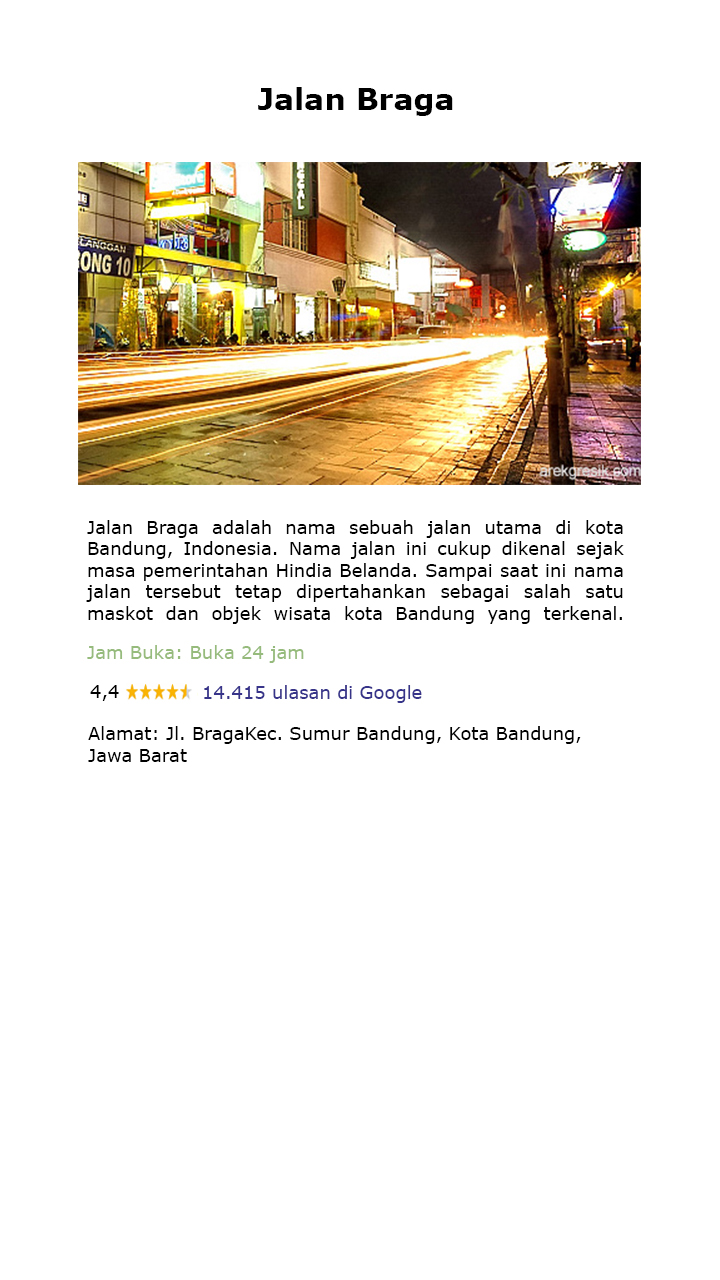 Jalan Braga
LANGGAN
ONG 10
arekgresik.com
Jalan Braga adalah nama sebuah jalan utama di kota
Bandung, Indonesia. Nama jalan ini cukup dikenal sejak
masa pemerintahan Hindia Belanda. Sampai saat ini nama
jalan tersebut tetap dipertahankan sebagai salah satu
maskot dan objek wisata kota Bandung yang terkenal.
Jam Buka: Buka 24 jam
4,4 14.415 ulasan di Google
Alamat: Jl. BragaKec. Sumur Bandung, Kota Bandung,
Jawa Barat